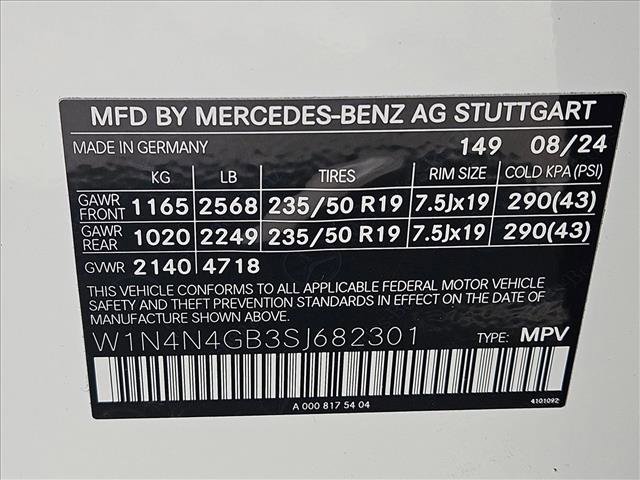 MFD BY MERCEDES-BENZ AG STUTTGART
MADE IN GERMANY 149 08/24
KG LB TIRES RIM SIZE COLD KPA (PSI)
GAWR FRONT 1165 2568 235/50 R19 7.5Jx19 290(43)
GAWR REAR 1020 2249 235/50 R19 7.5Jx19 290(43)
GVWR 2140 4718
THIS VEHICLE CONFORMS TO ALL APPLICABLE FEDERAL MOTOR VEHICLE
SAFETY AND THEFT PREVENTION STANDARDS IN EFFECT ON THE
DATE OF MANUFACTURE SHOWN ABOVE.
W1N4N4GB3SJ682301 TYPE: MPV
A 000 817 54 04 4101092